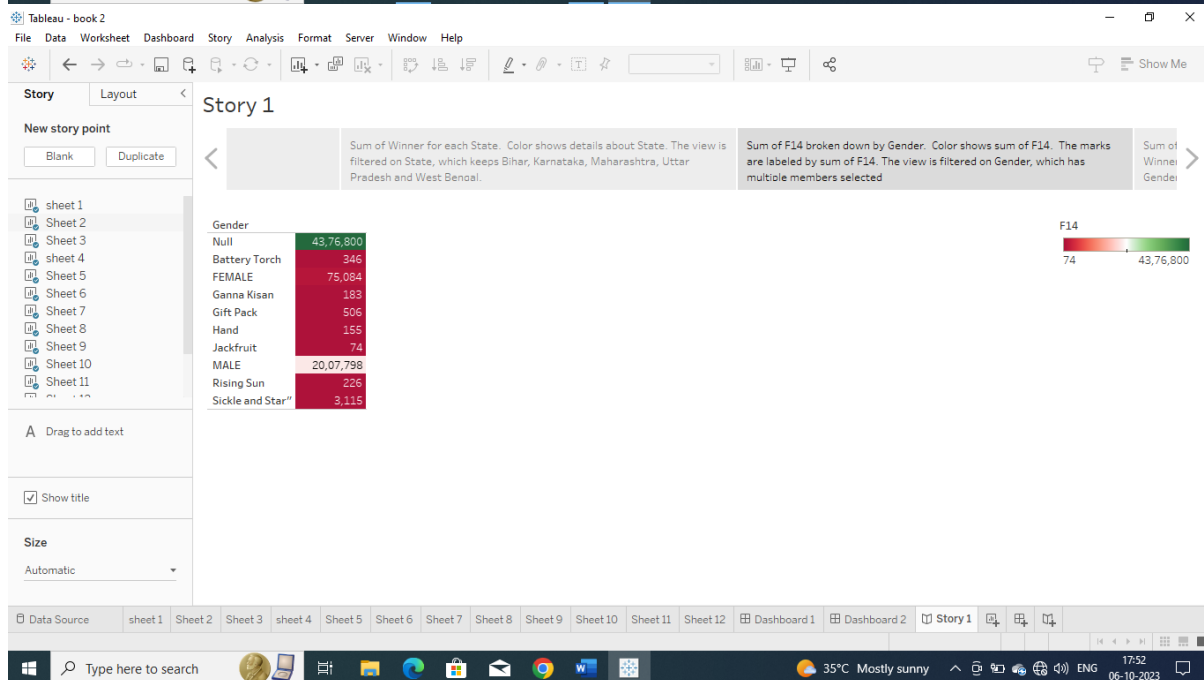 Tableau - book 2
File Data Worksheet Dashboard Story Analysis Format Server Window Help
Show Me
Story Layout
New story point
Blank Duplicate
sheet 1
Sheet 2
Sheet 3
sheet 4
Sheet 5
Sheet 6
Sheet 7
Sheet 8
Sheet 9
Sheet 10
Sheet 11
A Drag to add text
Show title
Size
Automatic
Story 1
Sum of Winner for each State. Color shows details about State. The view is
filtered on State, which keeps Bihar, Karnataka, Maharashtra, Uttar
Pradesh and West Bengal.
Sum of F14 broken down by Gender. Color shows sum of F14. The marks
are labeled by sum of F14. The view is filtered on Gender, which has
multiple members selected
Sum of
Winner
Gender
Gender
Null 43,76,800
Battery Torch 346
FEMALE 75,084
Ganna Kisan 183
Gift Pack 506
Hand 155
Jackfruit 74
MALE 20,07,798
Rising Sun 226
Sickle and Star" 3,115
F14
74 43,76,800
Data Source sheet 1 Sheet 2 Sheet 3 sheet 4 Sheet 5 Sheet 6 Sheet 7 Sheet 8 Sheet 9 Sheet 10 Sheet 11 Sheet 12 Dashboard 1 Dashboard 2 Story 1
Type here to search
35°C Mostly sunny
ENG
17:52
06-10-2023